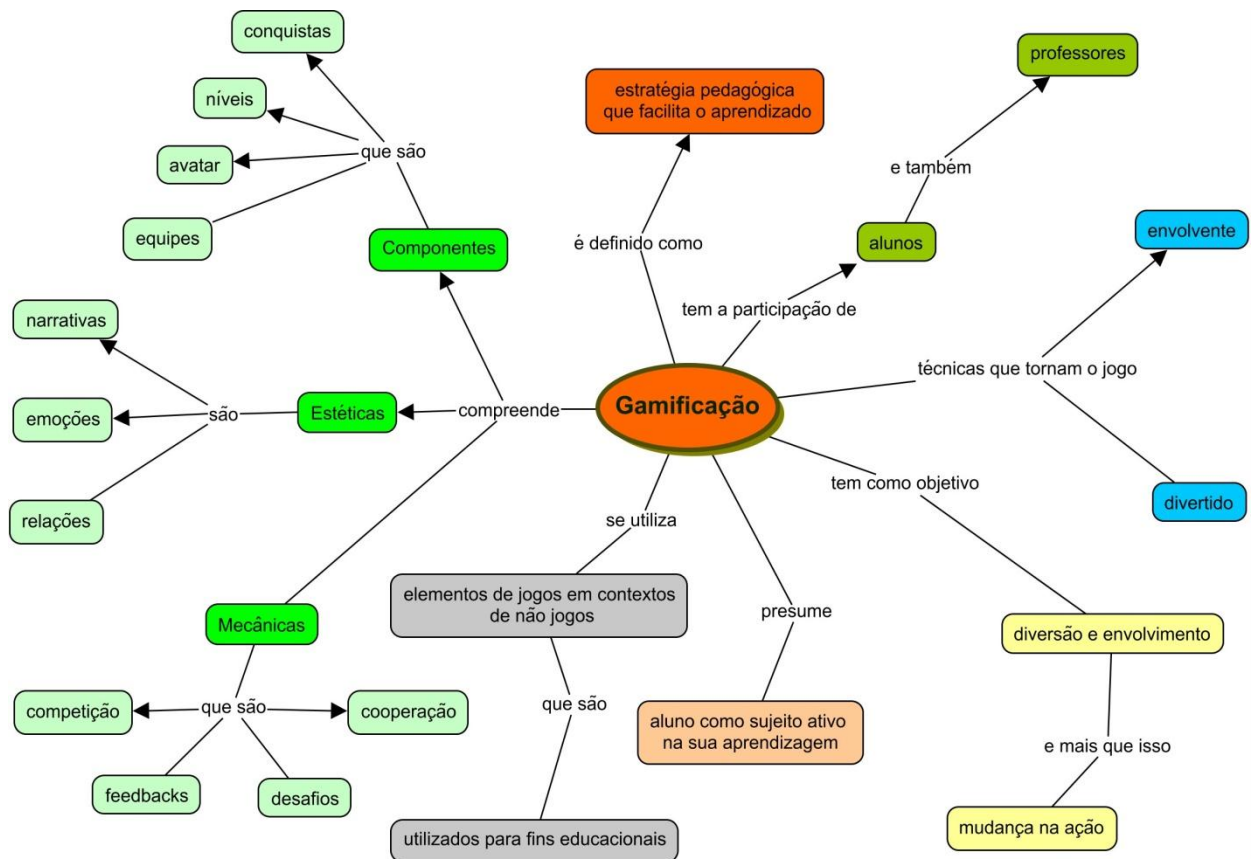 conquistas
professores
estratégia pedagógica
que facilita o aprendizado
níveis
que são
avatar
e também
equipes
Componentes
é definido como
alunos
envolvente
narrativas
tem a participação de
técnicas que tornam o jogo
Gamificação
emoções
são
Estéticas
compreende
tem como objetivo
divertido
relações
se utiliza
elementos de jogos em contextos
de não jogos
presume
Mecânicas
diversão e envolvimento
competição
que são
cooperação
que são
aluno como sujeito ativo
na sua aprendizagem
e mais que isso
feedbacks
desafios
utilizados para fins educacionais
mudança na ação